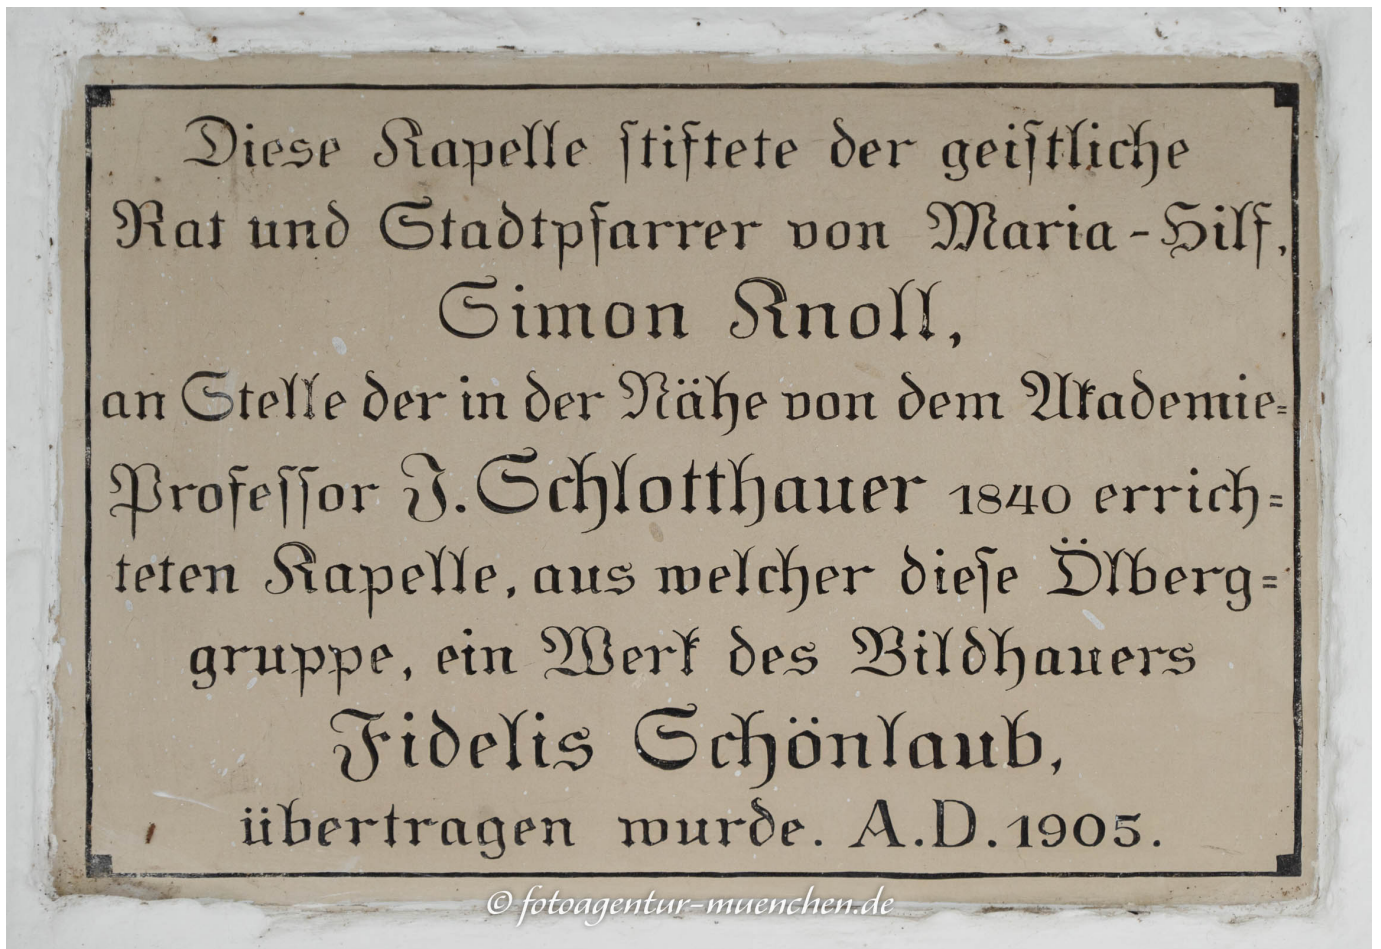 Diese Kapelle ſtiftete der geiſtliche
Rat und Stadtpfarrer von Maria-Hilf,
Simon Knoll,
an Stelle der in der Nähe von dem Akademie=
Profeſſor J. Schlotthauer 1840 errich=
teten Kapelle, aus welcher dieſe Ölberg=
gruppe, ein Werk des Bildhauers
Fidelis Schönlaub,
übertragen wurde. A.D. 1905.
© fotoagentur-muenchen.de